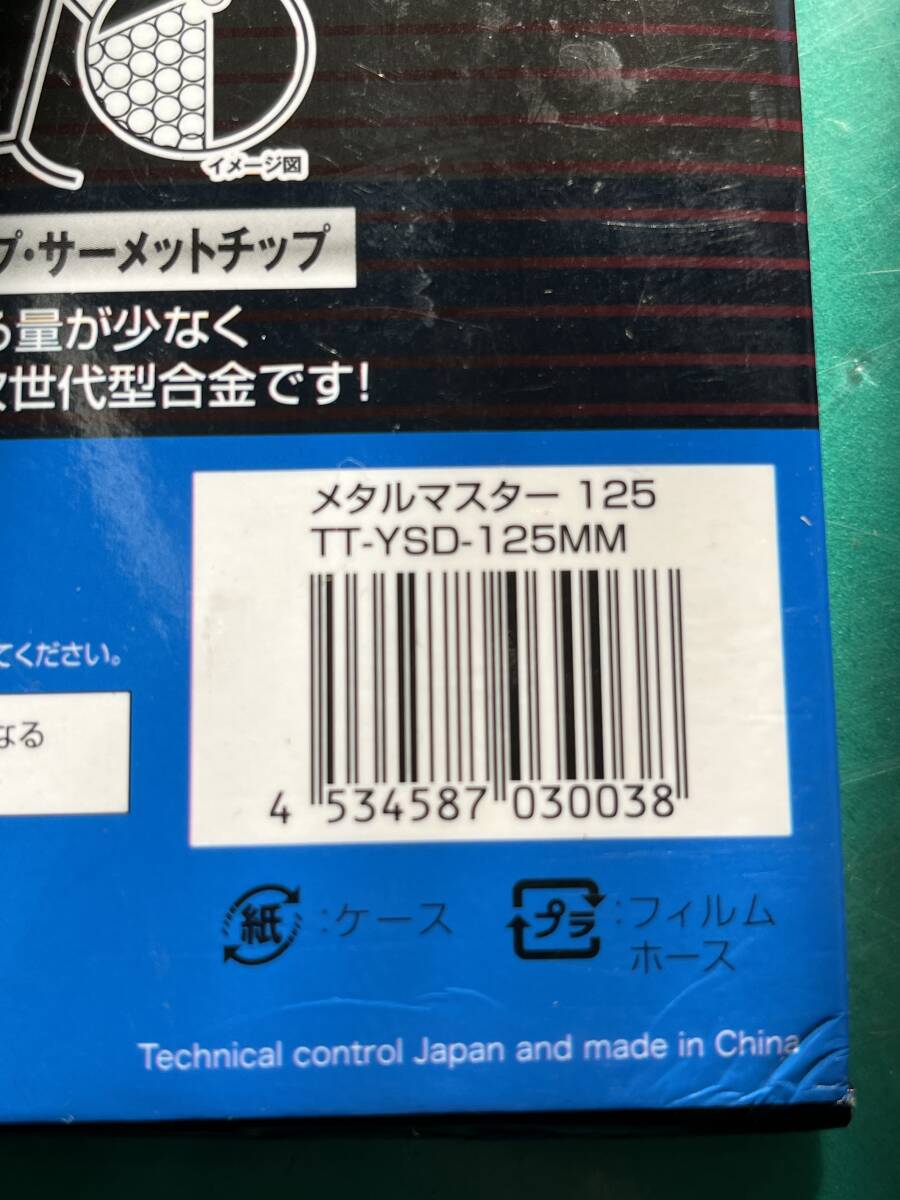 イメージ図
プ・サーメットチップ
る量が少なく
次世代型合金です!
メタルマスター 125
TT-YSD-125MM
4 534587 030038
てください。
なる
紙:ケース
プラ:フィルム
ホース
Technical control Japan and made in China